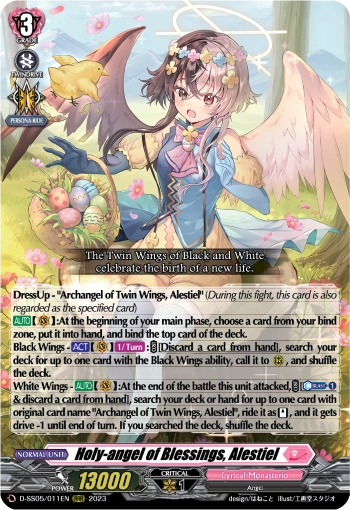 3
GRADE
TWINDRIVE
PERSONA RIDE
The Twin Wings of Black and White
celebrate the birth of a new life.
DressUp - "Archangel of Twin Wings, Alestiel" (During this fight, this card is also
regarded as the specified card)
AUTO【】:At the beginning of your main phase, choose a card from your bind
zone, put it into hand, and bind the top card of the deck.
Black Wings - ACT【】1/Turn:[Discard a card from hand], search your
deck for up to one card with the Black Wings ability, call it to , and shuffle
the deck.
White Wings - AUTO【】:At the end of the battle this unit attacked,[
& discard a card from hand], search your deck or hand for up to one card with
original card name "Archangel of Twin Wings, Alestiel", ride it as [ ], and it gets
drive -1 until end of turn. If you searched the deck, shuffle the deck.
NORMAL UNIT
Holy-angel of Blessings, Alestiel
POWER 13000
CRITICAL 1
Lyrical Monasterio
Angel
D-SS05/011EN RRR 2023
design/はねこと illust/工画堂スタジオ